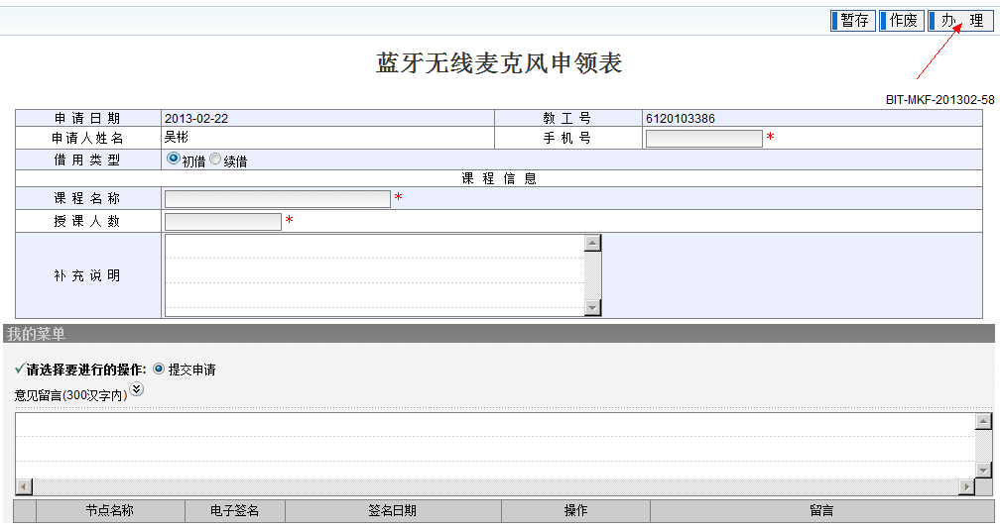 暂存 作废 办 理
蓝牙无线麦克风申领表
BIT-MKF-201302-58
申 请 日 期 2013-02-22 教 工 号 6120103386
申请人姓名 吴彬 手 机 号 *
借 用 类 型 初借 续借
课 程 信 息
课 程 名 称 *
授 课 人 数 *
补 充 说 明
我的菜单
✓请选择要进行的操作: 提交申请
意见留言(300汉字内)
节点名称 电子签名 签名日期 操作 留言